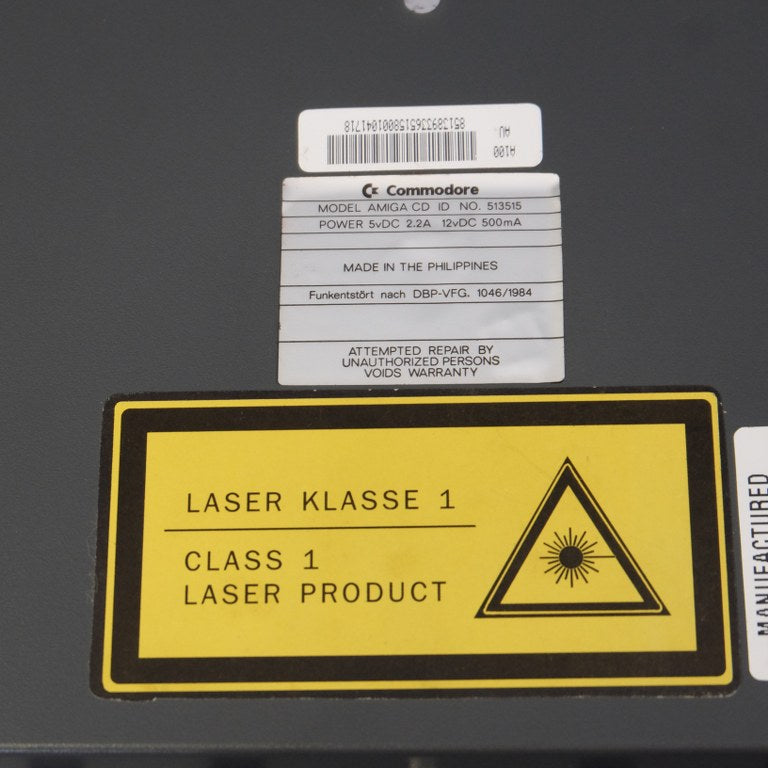 A100
AU.
85138933651580001041718
Commodore
MODEL AMIGA CD ID NO. 513515
POWER 5vDC 2.2A 12vDC 500mA
MADE IN THE PHILIPPINES
Funkentstört nach DBP-VFG. 1046/1984
ATTEMPTED REPAIR BY
UNAUTHORIZED PERSONS
VOIDS WARRANTY
LASER KLASSE 1
CLASS 1
LASER PRODUCT
MANUFACTURED